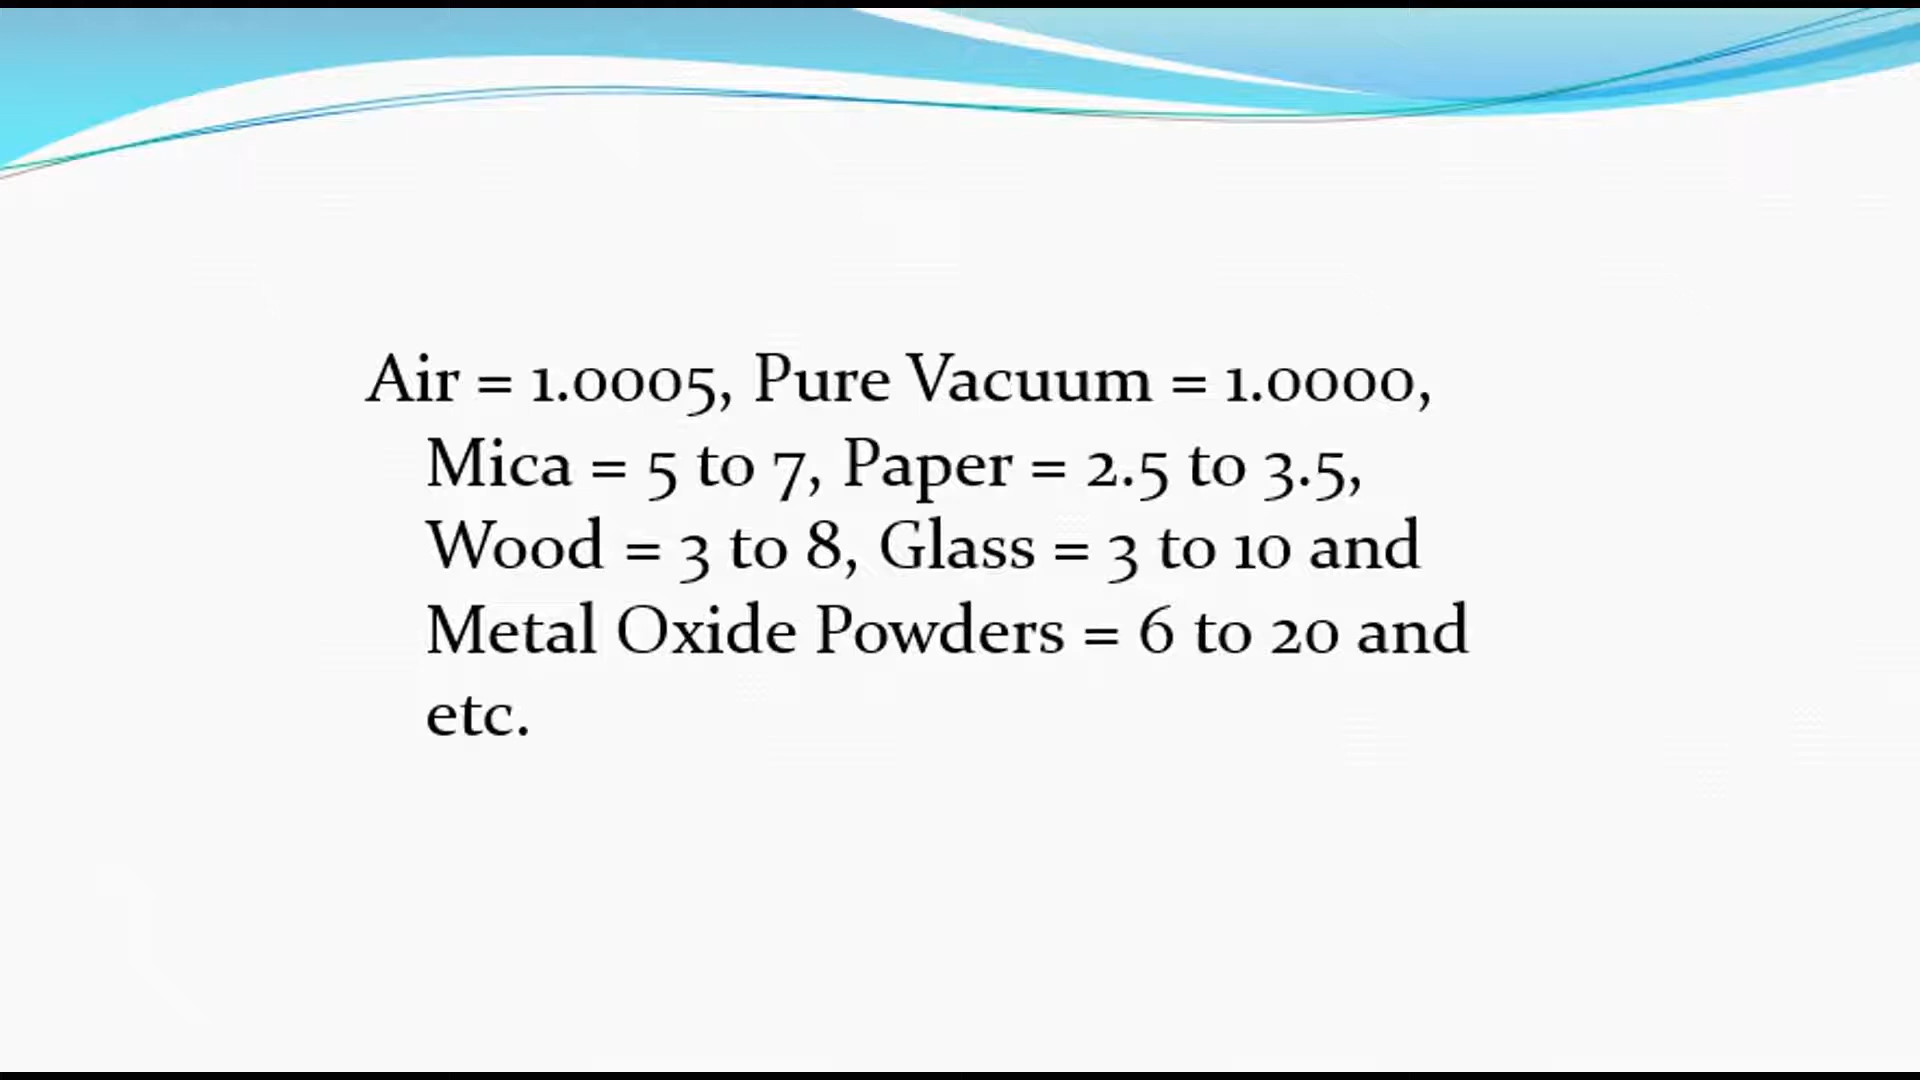 Air = 1.0005, Pure Vacuum = 1.0000,
Mica = 5 to 7, Paper = 2.5 to 3.5,
Wood = 3 to 8, Glass = 3 to 10 and
Metal Oxide Powders = 6 to 20 and
etc.